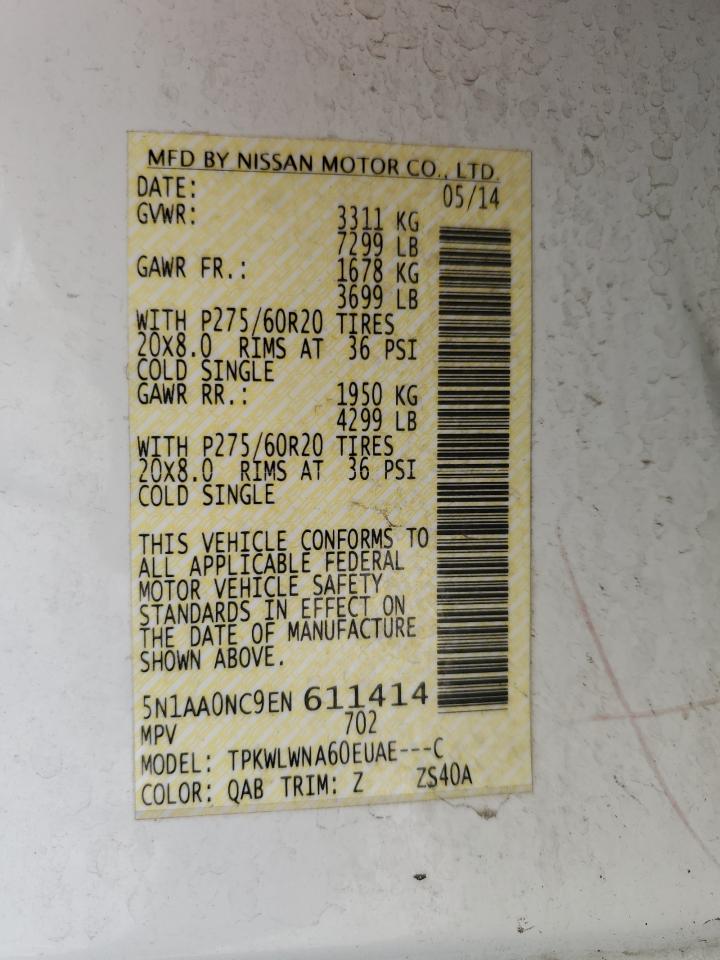 MFD BY NISSAN MOTOR CO., LTD.
DATE: 05/14
GVWR: 3311 KG
7299 LB
GAWR FR.: 1678 KG
3699 LB
WITH P275/60R20 TIRES
20X8.0 RIMS AT 36 PSI
COLD SINGLE
GAWR RR.: 1950 KG
4299 LB
WITH P275/60R20 TIRES
20X8.0 RIMS AT 36 PSI
COLD SINGLE
THIS VEHICLE CONFORMS TO
ALL APPLICABLE FEDERAL
MOTOR VEHICLE SAFETY
STANDARDS IN EFFECT ON
THE DATE OF MANUFACTURE
SHOWN ABOVE.
5N1AA0NC9EN 611414
MPV 702
MODEL: TPKWLWNA60EUAE---C
COLOR: QAB TRIM: Z ZS40A